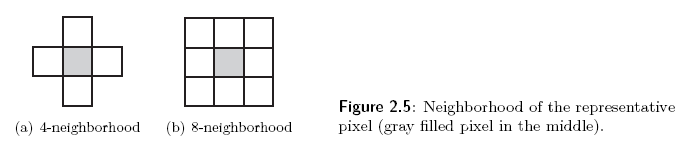 (a) 4-neighborhood
(b) 8-neighborhood
Figure 2.5: Neighborhood of the representative
pixel (gray filled pixel in the middle).